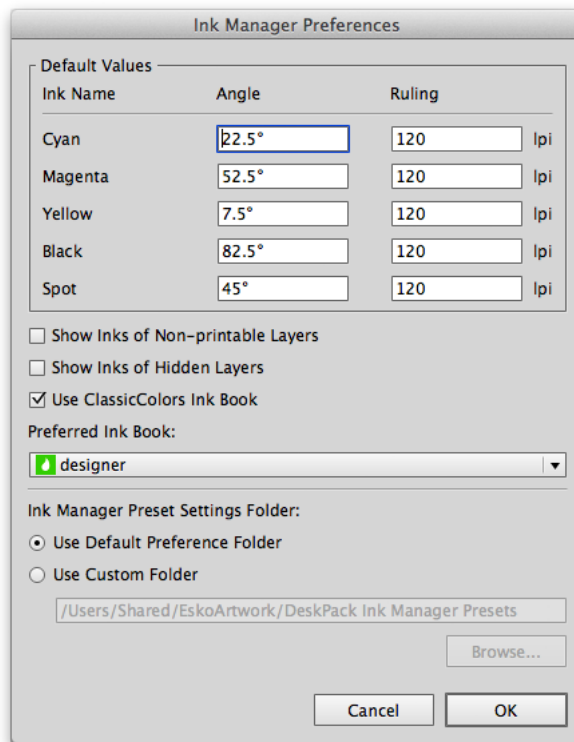 Ink Manager Preferences
Default Values
Ink Name Angle Ruling
Cyan 22.5° 120 lpi
Magenta 52.5° 120 lpi
Yellow 7.5° 120 lpi
Black 82.5° 120 lpi
Spot 45° 120 lpi
Show Inks of Non-printable Layers
Show Inks of Hidden Layers
Use ClassicColors Ink Book
Preferred Ink Book:
designer
Ink Manager Preset Settings Folder:
Use Default Preference Folder
Use Custom Folder
/Users/Shared/EskoArtwork/DeskPack Ink Manager Presets
Browse...
Cancel OK